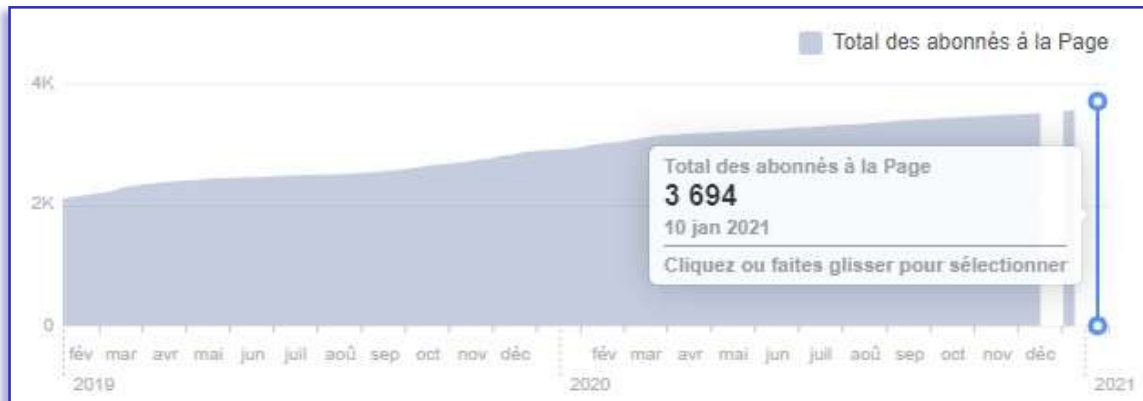 Total des abonnés à la Page
4K
Total des abonnés à la Page
3 694
2K
10 jan 2021
Cliquez ou faites glisser pour sélectionner
0
fév mar avr mai jun juil aoû sep oct nov déc fév mar avr mai jun juil aoû sep oct nov déc
2019 2020 2021